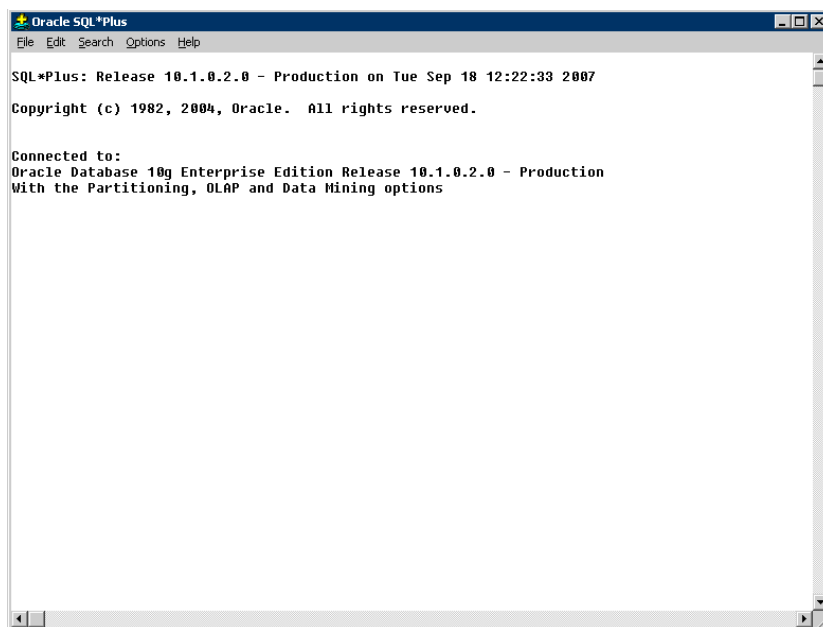 Oracle SQL*Plus
File Edit Search Options Help
SQL*Plus: Release 10.1.0.2.0 - Production on Tue Sep 18 12:22:33 2007
Copyright (c) 1982, 2004, Oracle.  All rights reserved.
Connected to:
Oracle Database 10g Enterprise Edition Release 10.1.0.2.0 - Production
With the Partitioning, OLAP and Data Mining options